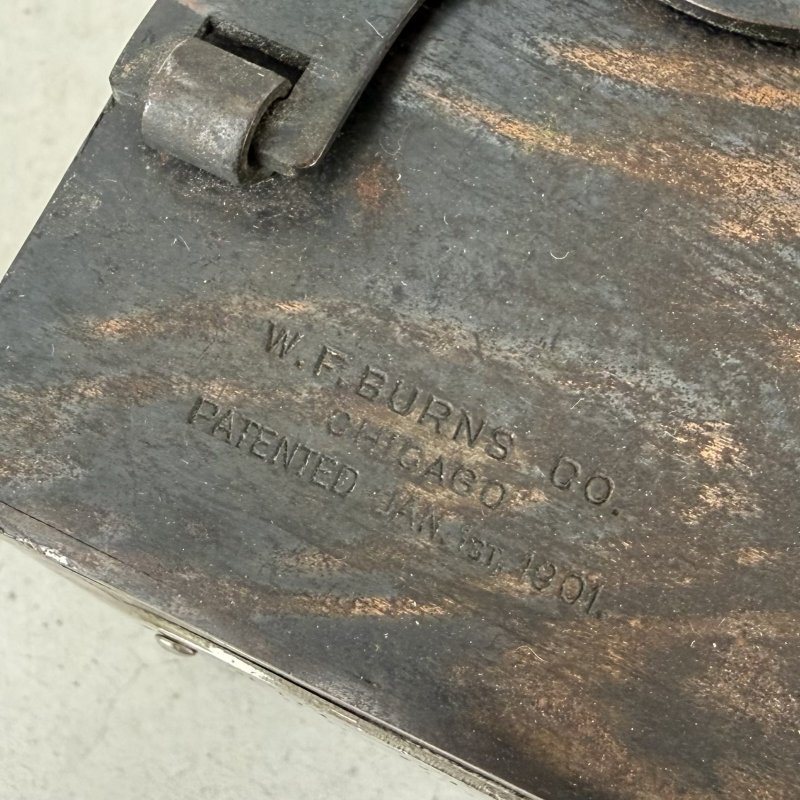 W.F. BURNS CO.
CHICAGO
PATENTED JAN. 1ST, 1901.